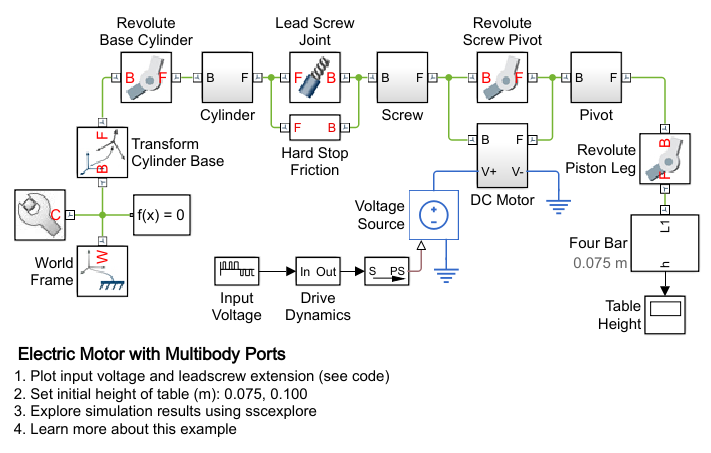 Revolute
Base Cylinder
B F
B F
Cylinder
Lead Screw
Joint
F B
F B
Hard Stop
Friction
B F
Screw
Revolute
Screw Pivot
B F
B F
V+ V-
DC Motor
B F
Pivot
Revolute
Piston Leg
B
F
B F
Transform
Cylinder Base
C
f(x) = 0
W
World
Frame
Voltage
Source
Input
Voltage
In Out
Drive
Dynamics
S PS
L1
h
Four Bar
0.075 m
Table
Height
Electric Motor with Multibody Ports
1. Plot input voltage and leadscrew extension (see code)
2. Set initial height of table (m): 0.075, 0.100
3. Explore simulation results using sscexplore
4. Learn more about this example